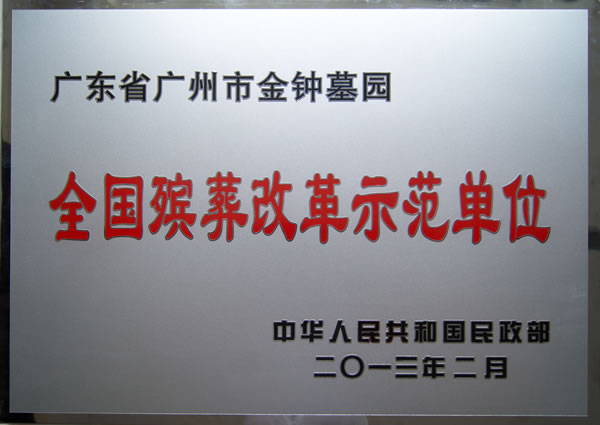 广东省广州市金钟墓园
全国殡葬改革示范单位
中华人民共和国民政部
二〇一三年二月